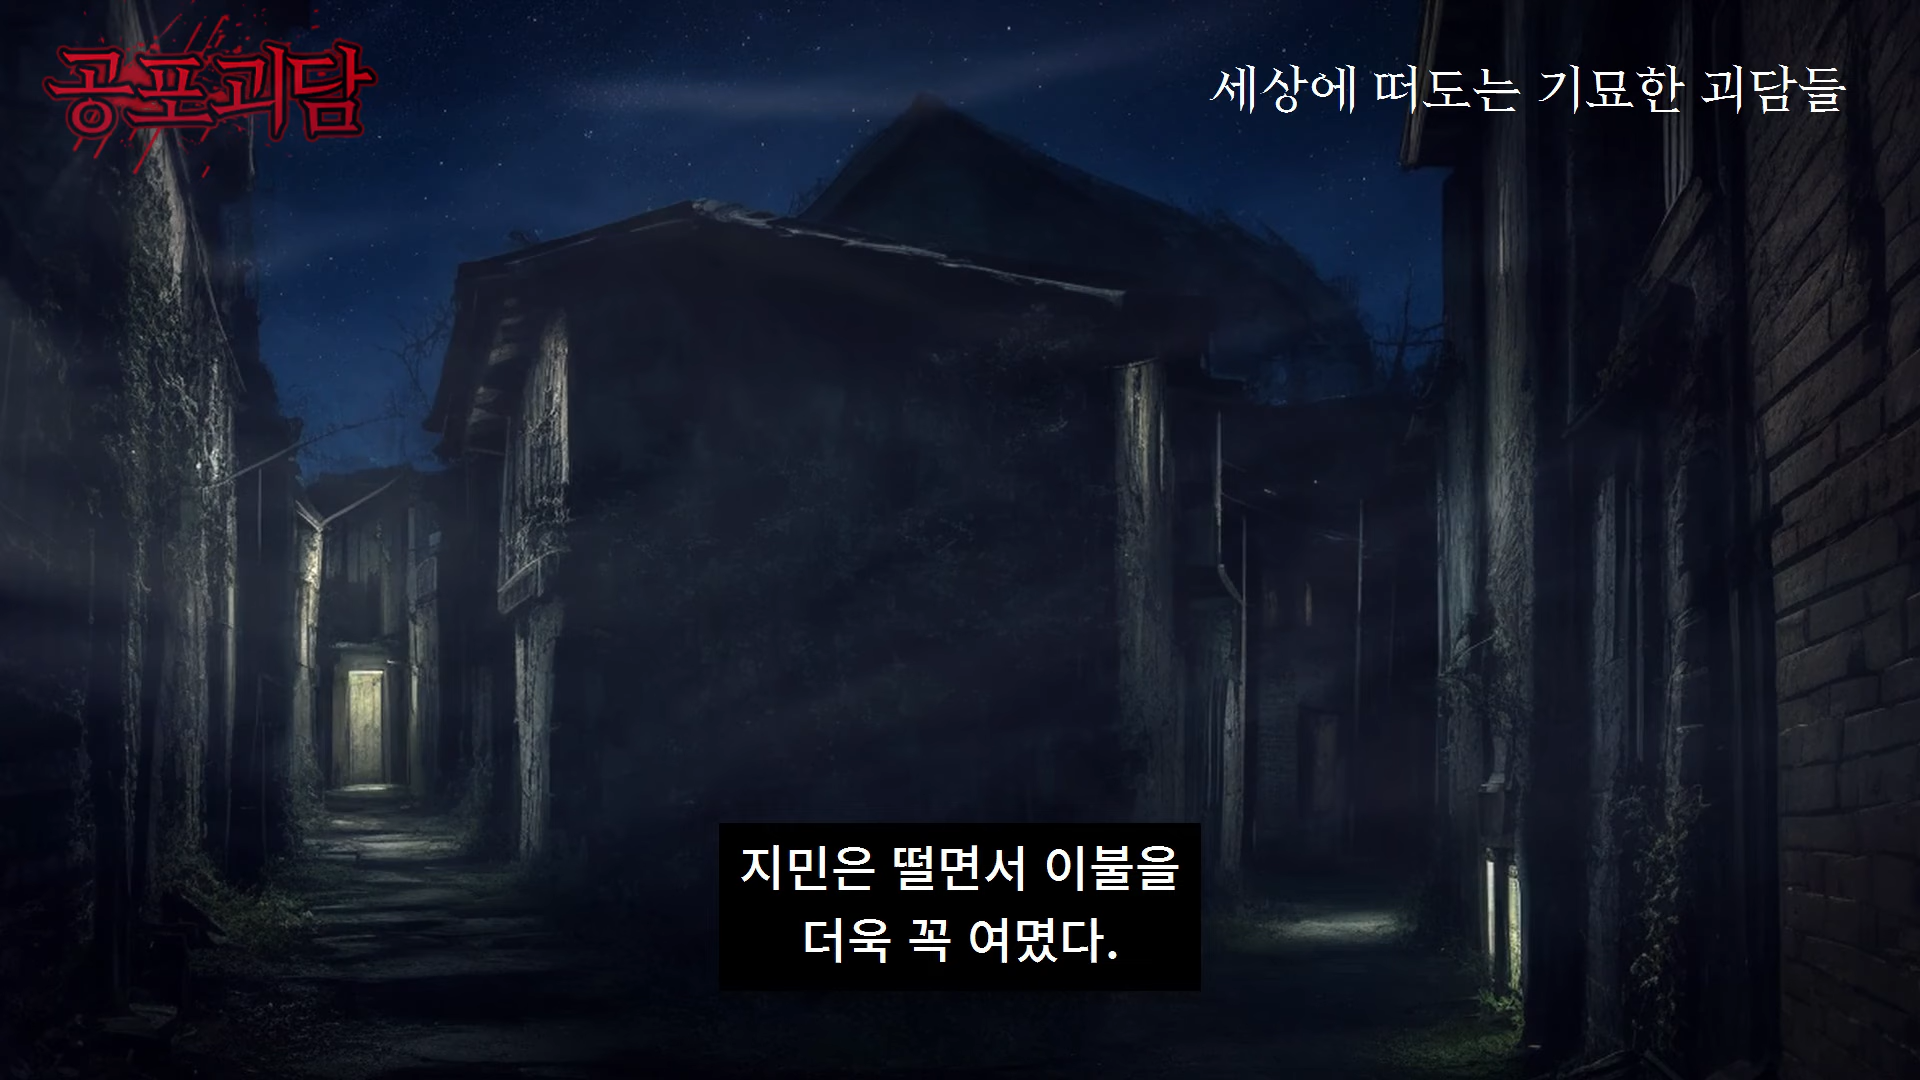 공포괴담
세상에 떠도는 기묘한 괴담들
지민은 떨면서 이불을
더욱 꼭 여몄다.